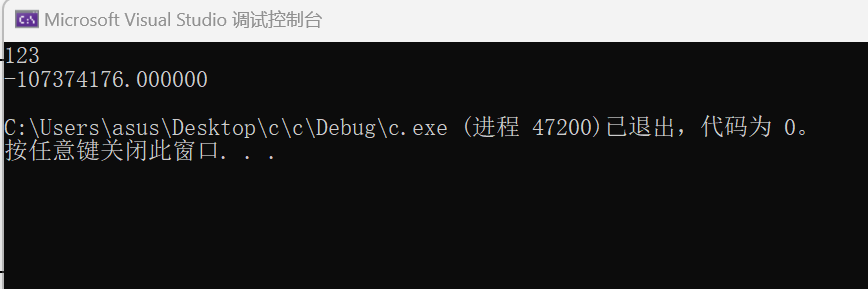 Microsoft Visual Studio 调试控制台
123
-107374176.000000
C:\Users\asus\Desktop\c\c\Debug\c.exe (进程 47200)已退出，代码为 0。
按任意键关闭此窗口. . .